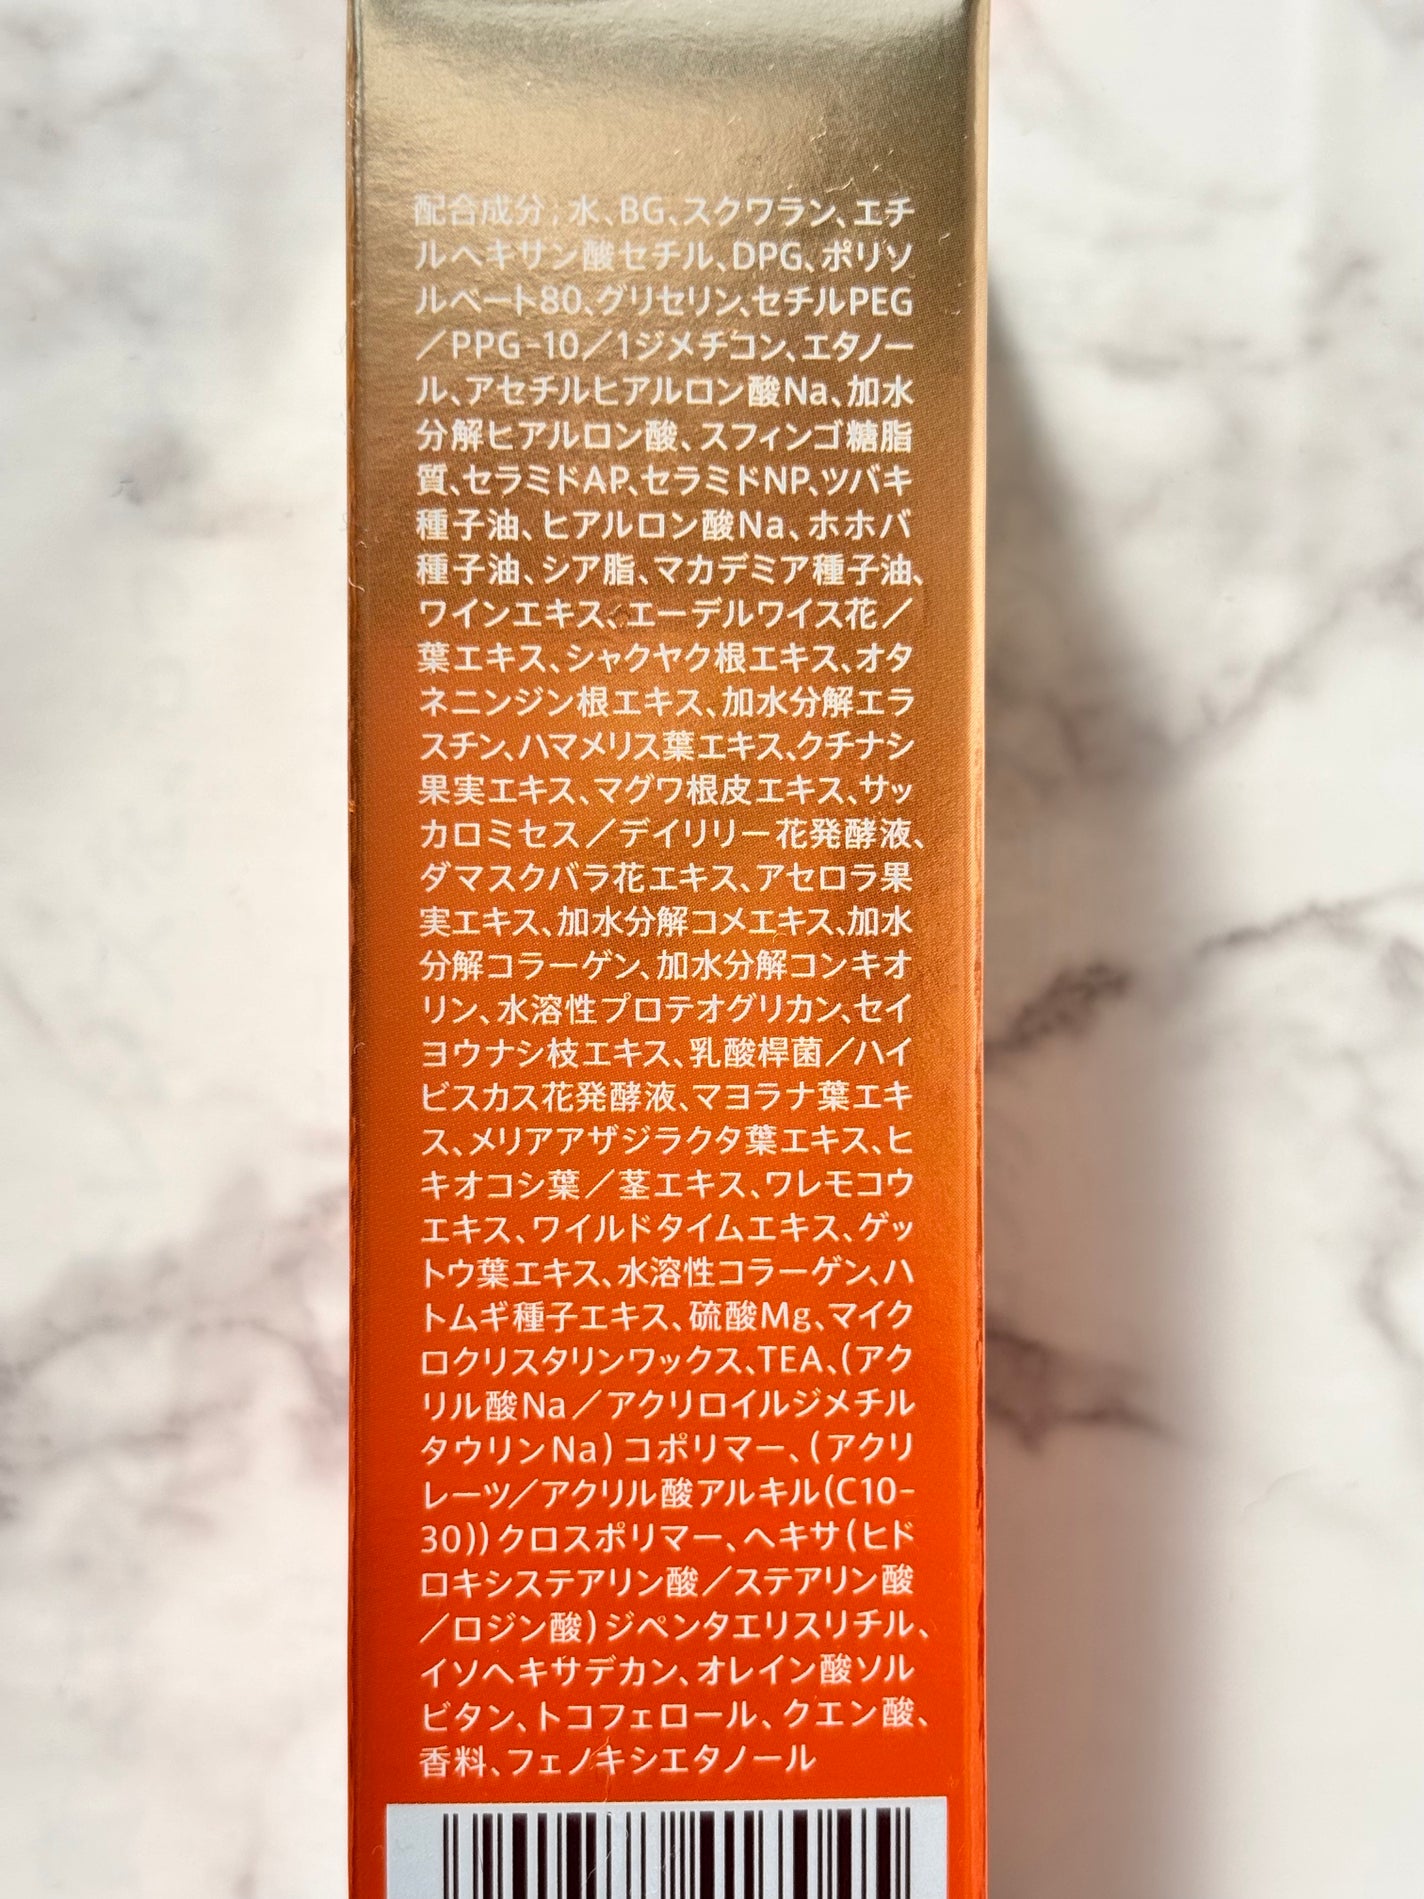 配合成分；水、BG、スクワラン、エチ
ルヘキサン酸セチル、DPG、ポリソ
ルベート80、グリセリン、セチルPEG
／PPG-10／1ジメチコン、エタノー
ル、アセチルヒアルロン酸Na、加水
分解ヒアルロン酸、スフィンゴ糖脂
質、セラミドAP、セラミドNP、ツバキ
種子油、ヒアルロン酸Na、ホホバ
種子油、シア脂、マカデミア種子油、
ワインエキス、エーデルワイス花／
葉エキス、シャクヤク根エキス、オタ
ネニンジン根エキス、加水分解エラ
スチン、ハマメリス葉エキス、クチナシ
果実エキス、マグワ根皮エキス、サッ
カロミセス／デイリリー花発酵液、
ダマスクバラ花エキス、アセロラ果
実エキス、加水分解コメエキス、加水
分解コラーゲン、加水分解コンキオ
リン、水溶性プロテオグリカン、セイ
ヨウナシ枝エキス、乳酸桿菌／ハイ
ビスカス花発酵液、マヨラナ葉エキ
ス、メリアアザジラクタ葉エキス、ヒ
キオコシ葉／茎エキス、ワレモコウ
エキス、ワイルドタイムエキス、ゲッ
トウ葉エキス、水溶性コラーゲン、ハ
トムギ種子エキス、硫酸Mg、マイク
ロクリスタリンワックス、TEA、(アク
リル酸Na／アクリロイルジメチル
タウリンNa)コポリマー、(アクリ
レーツ／アクリル酸アルキル(C10-
30))クロスポリマー、ヘキサ(ヒド
ロキシステアリン酸／ステアリン酸
／ロジン酸)ジペンタエリスリチル、
イソヘキサデカン、オレイン酸ソル
ビタン、トコフェロール、クエン酸、
香料、フェノキシエタノール